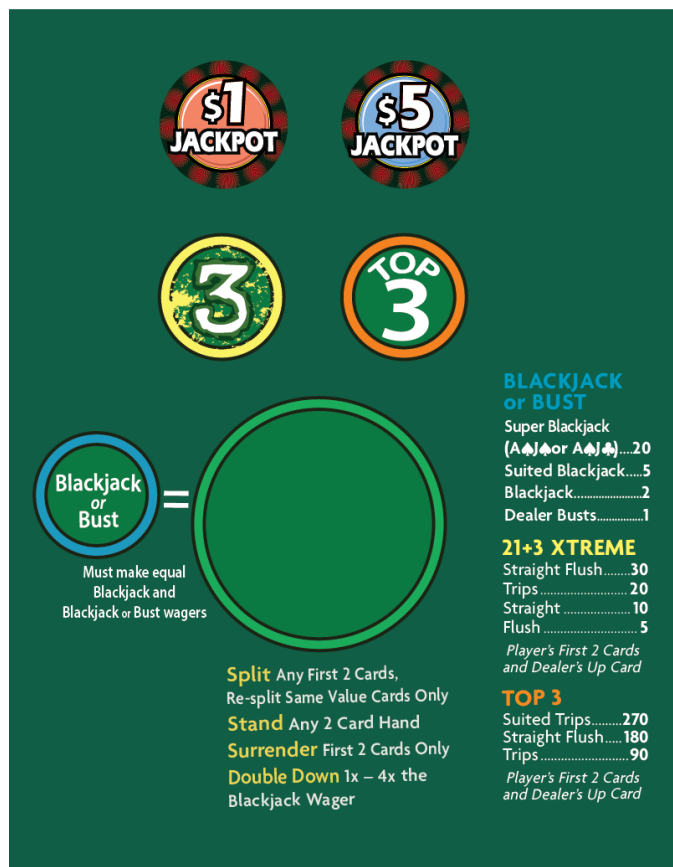 $1
JACKPOT
$5
JACKPOT
3
TOP
3
Blackjack
or
Bust
=
Must make equal
Blackjack and
Blackjack or Bust wagers
Split Any First 2 Cards,
Re-split Same Value Cards Only
Stand Any 2 Card Hand
Surrender First 2 Cards Only
Double Down 1x – 4x the
Blackjack Wager
BLACKJACK
or BUST
Super Blackjack
(A♠J♠or A♠J♣)....20
Suited Blackjack.....5
Blackjack.......................2
Dealer Busts................1
21+3 XTREME
Straight Flush........30
Trips.......................... 20
Straight .................... 10
Flush ............................ 5
Player's First 2 Cards
and Dealer's Up Card
TOP 3
Suited Trips.........270
Straight Flush.....180
Trips..........................90
Player's First 2 Cards
and Dealer's Up Card